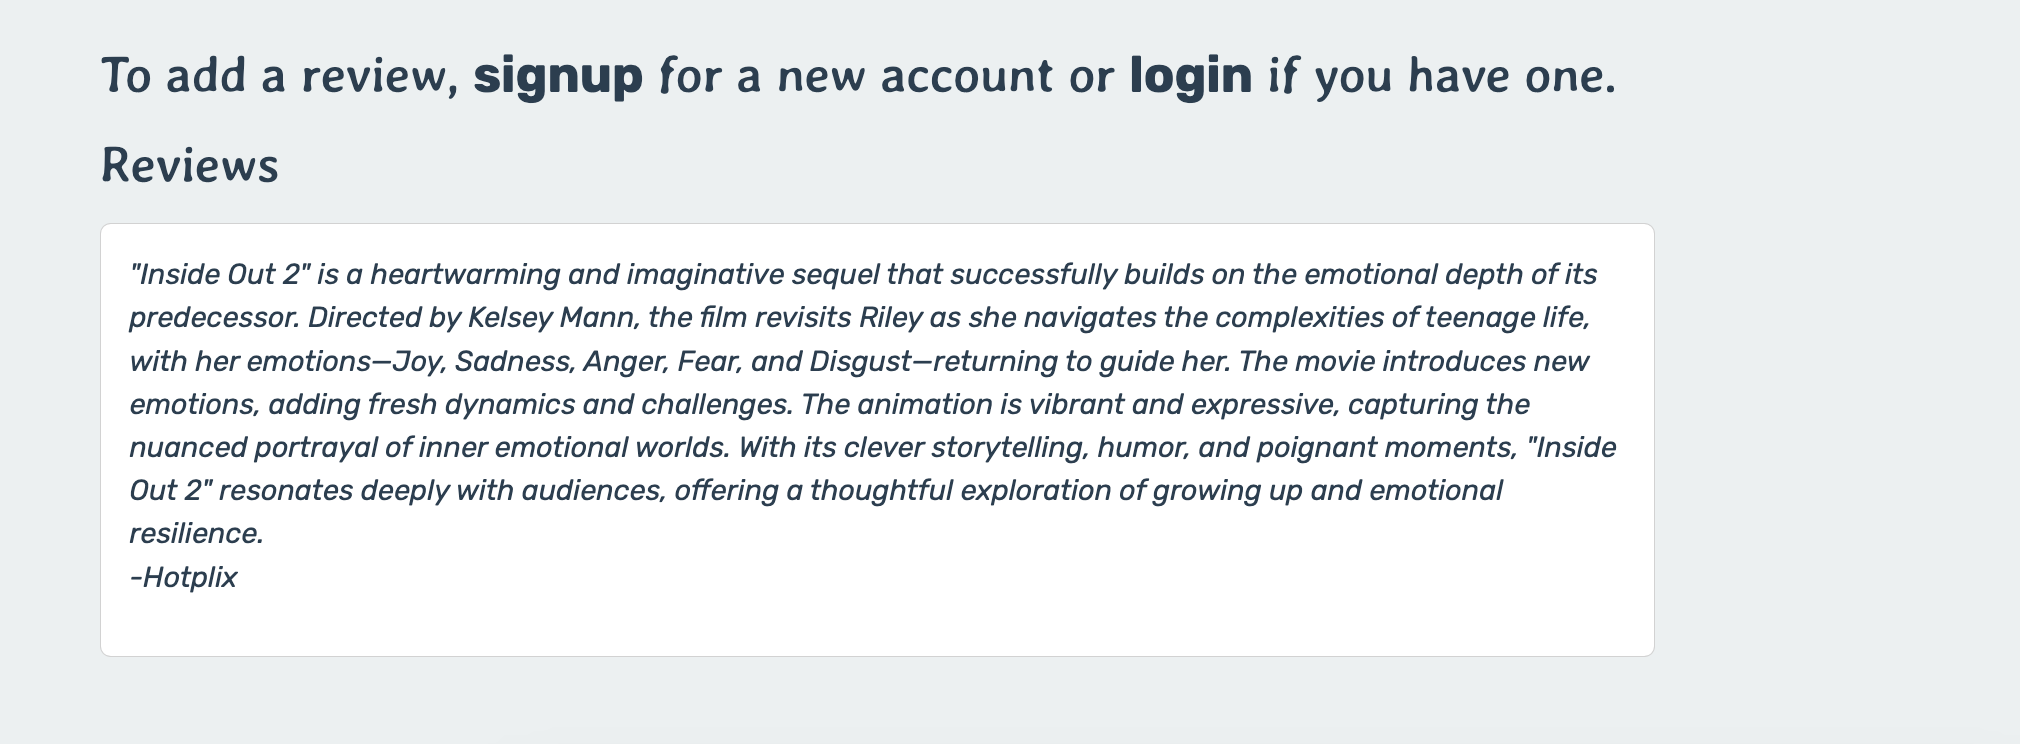 To add a review, signup for a new account or login if you have one.
Reviews
"Inside Out 2" is a heartwarming and imaginative sequel that successfully builds on the emotional depth of its
predecessor. Directed by Kelsey Mann, the film revisits Riley as she navigates the complexities of teenage life,
with her emotions—Joy, Sadness, Anger, Fear, and Disgust—returning to guide her. The movie introduces new
emotions, adding fresh dynamics and challenges. The animation is vibrant and expressive, capturing the
nuanced portrayal of inner emotional worlds. With its clever storytelling, humor, and poignant moments, "Inside
Out 2" resonates deeply with audiences, offering a thoughtful exploration of growing up and emotional
resilience.
-Hotplix